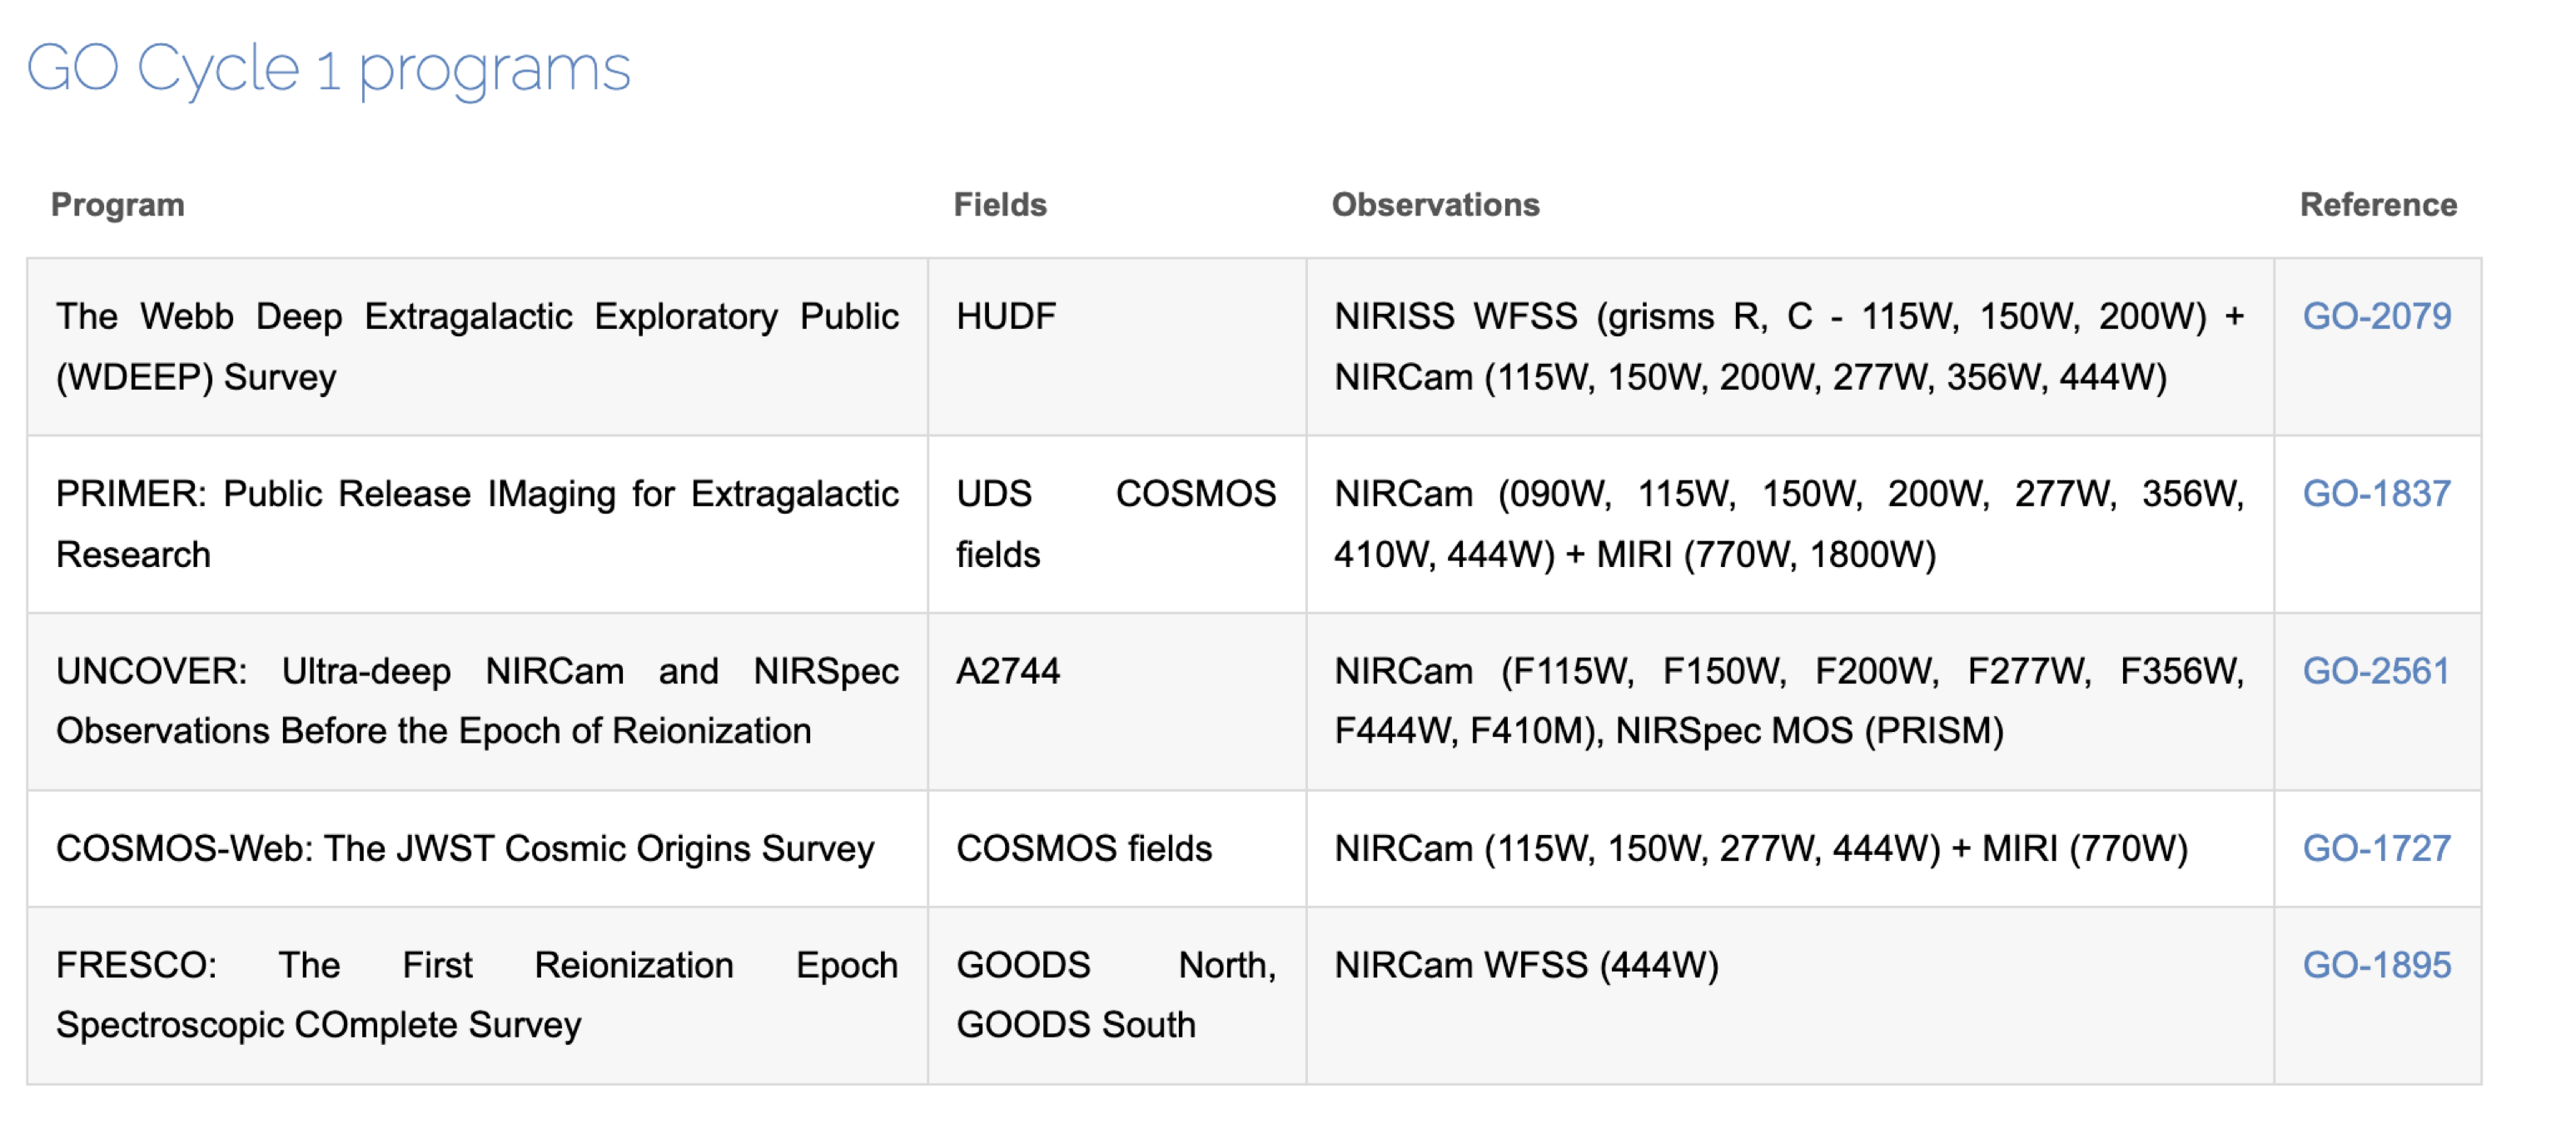 GO Cycle 1 programs
Program Fields Observations Reference
The Webb Deep Extragalactic Exploratory Public
(WDEEP) Survey
HUDF
NIRISS WFSS (grisms R, C - 115W, 150W, 200W) +
NIRCam (115W, 150W, 200W, 277W, 356W, 444W)
GO-2079
PRIMER: Public Release IMaging for Extragalactic
Research
UDS COSMOS
fields
NIRCam (090W, 115W, 150W, 200W, 277W, 356W,
410W, 444W) + MIRI (770W, 1800W)
GO-1837
UNCOVER: Ultra-deep NIRCam and NIRSpec
Observations Before the Epoch of Reionization
A2744
NIRCam (F115W, F150W, F200W, F277W, F356W,
F444W, F410M), NIRSpec MOS (PRISM)
GO-2561
COSMOS-Web: The JWST Cosmic Origins Survey
COSMOS fields
NIRCam (115W, 150W, 277W, 444W) + MIRI (770W)
GO-1727
FRESCO: The First Reionization Epoch
Spectroscopic COmplete Survey
GOODS North,
GOODS South
NIRCam WFSS (444W)
GO-1895